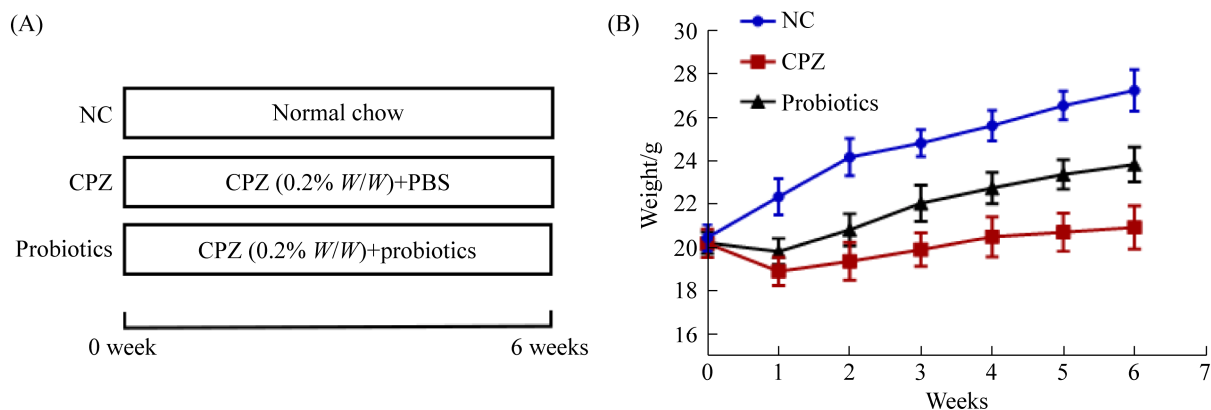 (A)
NC
Normal chow
CPZ
CPZ (0.2% W/W)+PBS
Probiotics
CPZ (0.2% W/W)+probiotics
0 week
6 weeks
(B)
NC
CPZ
Probiotics
Weight/g
30
28
26
24
22
20
18
16
0 1 2 3 4 5 6 7
Weeks